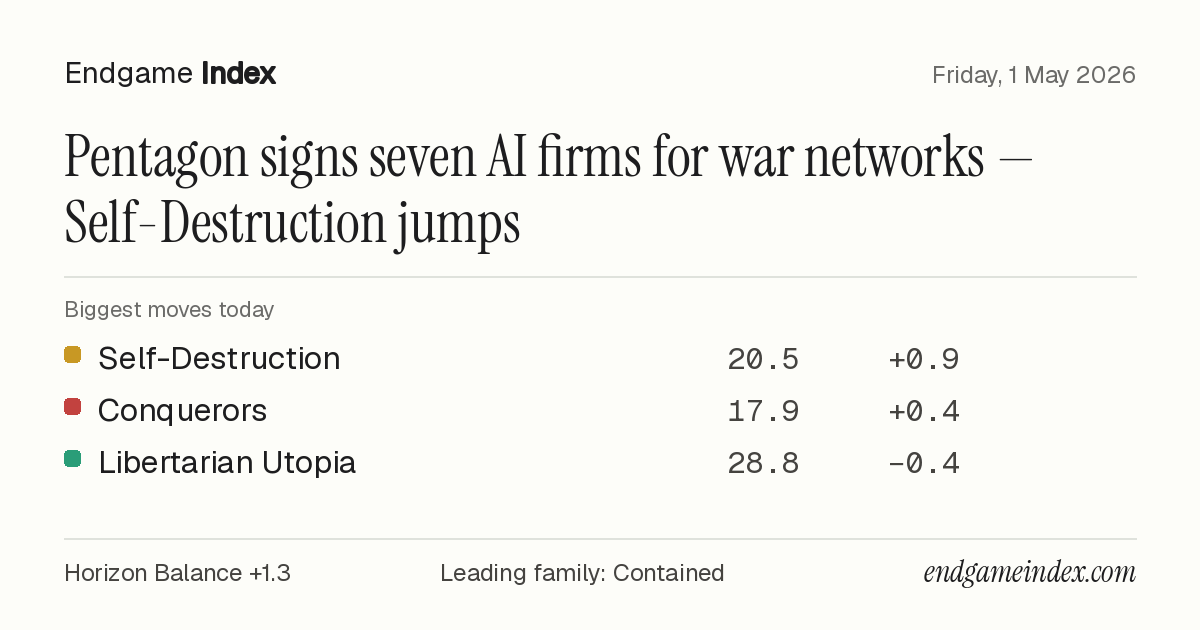 Endgame Index
Friday, 1 May 2026
Pentagon signs seven AI firms for war networks —
Self-Destruction jumps
Biggest moves today
Self-Destruction 20.5 +0.9
Conquerors 17.9 +0.4
Libertarian Utopia 28.8 −0.4
Horizon Balance +1.3
Leading family: Contained
endgameindex.com